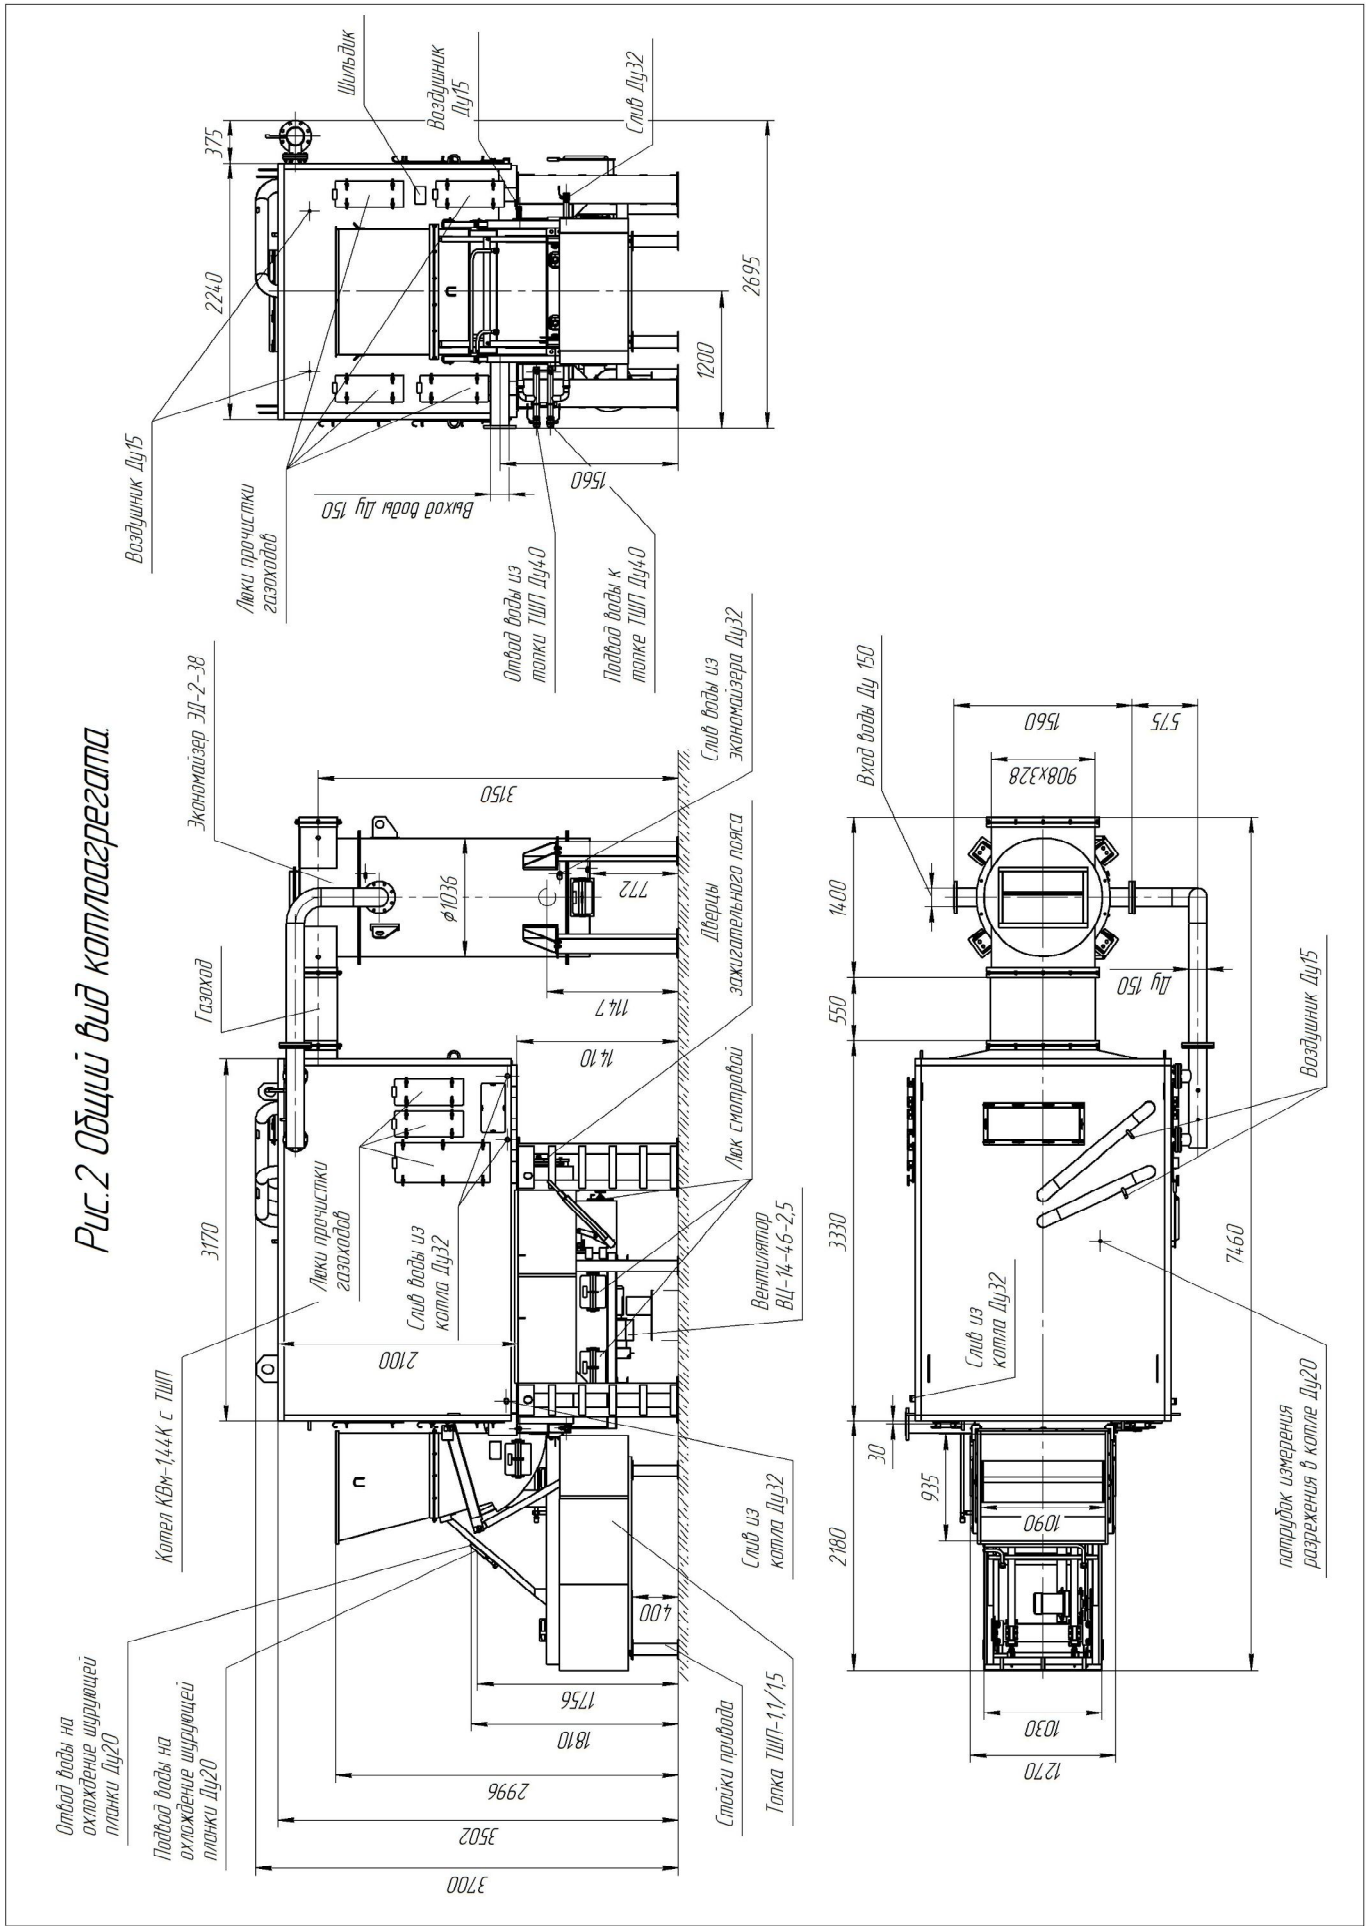 Рис.2 Общий вид котлоагрегата.
Отвод воды на
охлаждение шурующей
планки Ду20
Подвод воды на
охлаждение шурующей
планки Ду20
Котел КВм-1,44К с ТШП
3170
Люки прочистки
газоходов
Слив воды из
котла Ду32
2100
Газоход
Экономайзер ЭД-2-38
3150
ϕ1036
772
1147
1410
Слив воды из
экономайзера Ду32
Дверцы
зажигательного пояса
Люк смотровой
Вентилятор
ВЦ-14-46-2,5
Слив из
котла Ду32
400
Стойки привода
Топка ТШП-1,1/1,5
1756
1810
2996
3502
3700
Воздушник Ду15
Люки прочистки
газоходов
2240
375
Шильдик
Воздушник
Ду15
Слив Ду32
2695
1200
1560
Выход воды Ду 150
Отвод воды из
топки ТШП Ду40
Подвод воды к
топке ТШП Ду40
2180
3330
550
1400
Вход воды Ду 150
1560
575
908х328
Ду 150
Воздушник Ду15
7460
Слив из
котла Ду32
30
935
1090
1030
1270
патрубок измерения
разрежения в котле Ду20